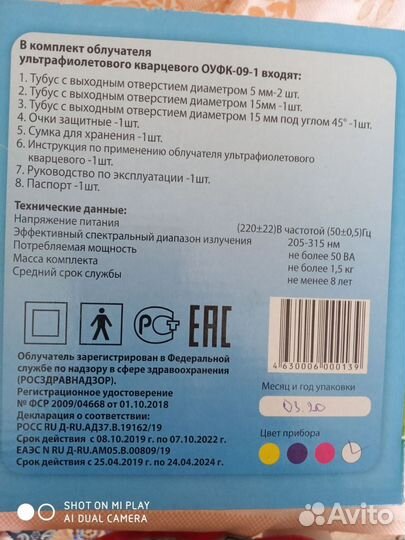 В комплект облучателя
ультрафиолетового кварцевого ОУФК-09-1 входят:
1. Тубус с выходным отверстием диаметром 5 мм-2 шт.
2. Тубус с выходным отверстием диаметром 15мм -1шт.
3. Тубус с выходным отверстием диаметром 15 мм под углом 45° -1шт.
4. Очки защитные -1шт.
5. Сумка для хранения -1шт.
6. Инструкция по применению облучателя ультрафиолетового
кварцевого -1шт.
7. Руководство по эксплуатации -1шт.
8. Паспорт -1шт.
Технические данные:
Напряжение питания (220±22)В частотой (50±0,5)Гц
Эффективный спектральный диапазон излучения 205-315 нм
Потребляемая мощность не более 50 ВА
Масса комплекта не более 1,5 кг
Средний срок службы не менее 8 лет
РСТ ЕАС
4630006000139
Облучатель зарегистрирован в Федеральной
службе по надзору в сфере здравоохранения
(РОСЗДРАВНАДЗОР).
Регистрационное удостоверение
№ ФСР 2009/04668 от 01.10.2018
Декларация о соответствии:
РОСС RU Д-RU.АД37.В.19162/19
Срок действия с 08.10.2019 г. по 07.10.2022 г.
ЕАЭС N RU Д-RU.АМ05.В.00809/19
Срок действия с 25.04.2019 г. по 24.04.2024 г.
Месяц и год упаковки
03.20
Цвет прибора
SHOT ON MI PLAY
AI DUAL CAMERA
Avito